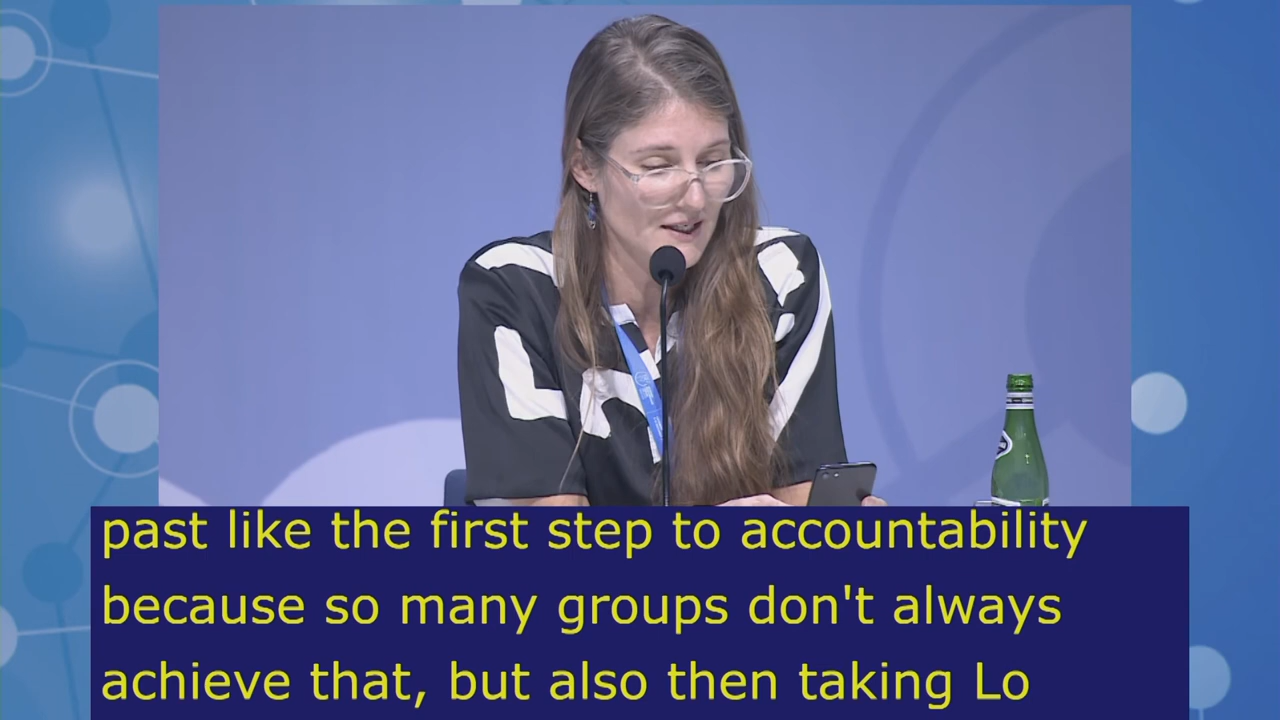 past like the first step to accountability
because so many groups don't always
achieve that, but also then taking Lo